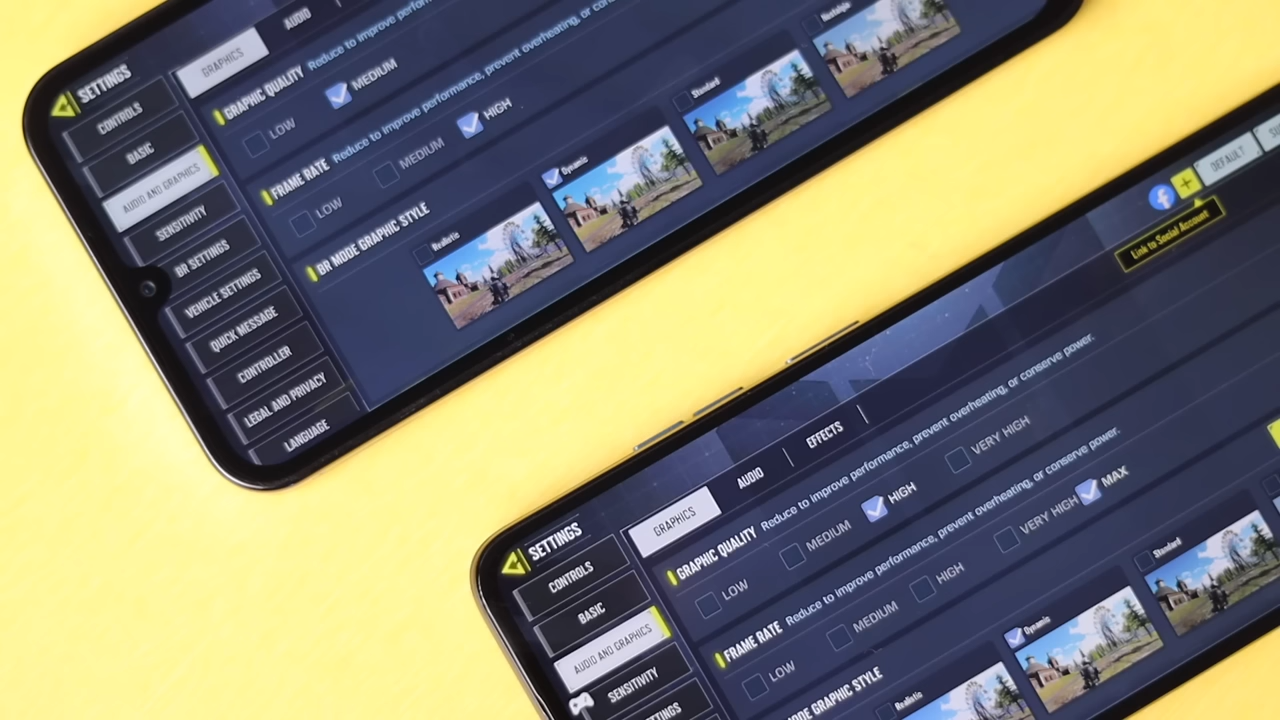 SETTINGS
GRAPHICS
AUDIO
CONTROLS
BASIC
AUDIO AND GRAPHICS
SENSITIVITY
BR SETTINGS
VEHICLE SETTINGS
QUICK MESSAGE
CONTROLLER
LEGAL AND PRIVACY
LANGUAGE
GRAPHIC QUALITY Reduce to improve
LOW MEDIUM
FRAME RATE Reduce to improve performance, prevent overheating, or
LOW MEDIUM HIGH
BR MODE GRAPHIC STYLE
Realistic Dynamic Standard Nostalgic
DEFAULT
Link to Social Account
SETTINGS
GRAPHICS
AUDIO
EFFECTS
CONTROLS
BASIC
AUDIO AND GRAPHICS
SENSITIVITY
GRAPHIC QUALITY Reduce to improve performance, prevent overheating, or conserve power.
LOW MEDIUM HIGH VERY HIGH
FRAME RATE Reduce to improve performance, prevent overheating, or conserve power.
LOW MEDIUM HIGH VERY HIGH MAX
MODE GRAPHIC STYLE
Realistic Dynamic Standard